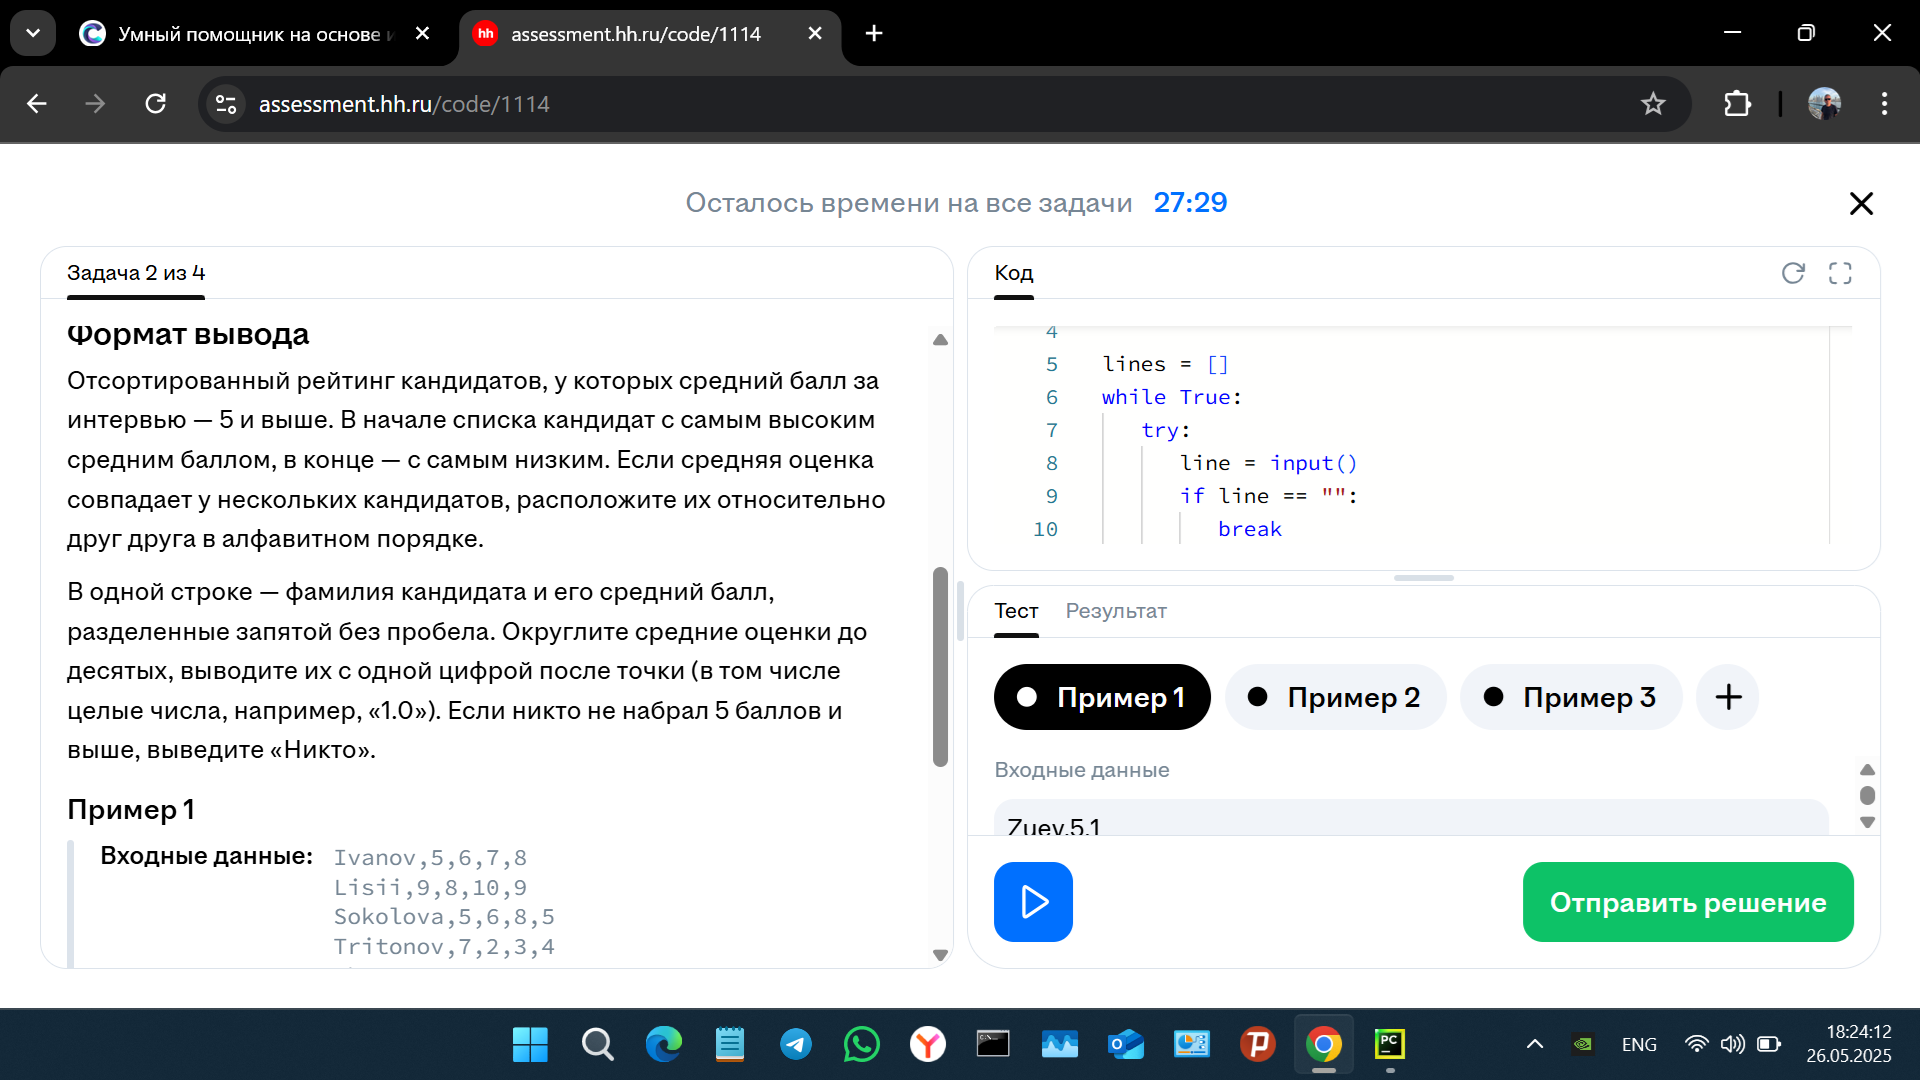 Умный помощник на основе и
hh
assessment.hh.ru/code/1114
assessment.hh.ru/code/1114
Осталось времени на все задачи 27:29
Задача 2 из 4
Формат вывода
Отсортированный рейтинг кандидатов, у которых средний балл за
интервью — 5 и выше. В начале списка кандидат с самым высоким
средним баллом, в конце — с самым низким. Если средняя оценка
совпадает у нескольких кандидатов, расположите их относительно
друг друга в алфавитном порядке.
В одной строке — фамилия кандидата и его средний балл,
разделенные запятой без пробела. Округлите средние оценки до
десятых, выводите их с одной цифрой после точки (в том числе
целые числа, например, «1.0»). Если никто не набрал 5 баллов и
выше, выведите «Никто».
Пример 1
Входные данные:
Ivanov,5,6,7,8
Lisii,9,8,10,9
Sokolova,5,6,8,5
Tritonov,7,2,3,4
Код
4
5 lines = []
6 while True:
7 try:
8 line = input()
9 if line == "":
10 break
Тест Результат
Пример 1 Пример 2 Пример 3
Входные данные
Zuev,5.1
Отправить решение
ENG
18:24:12
26.05.2025